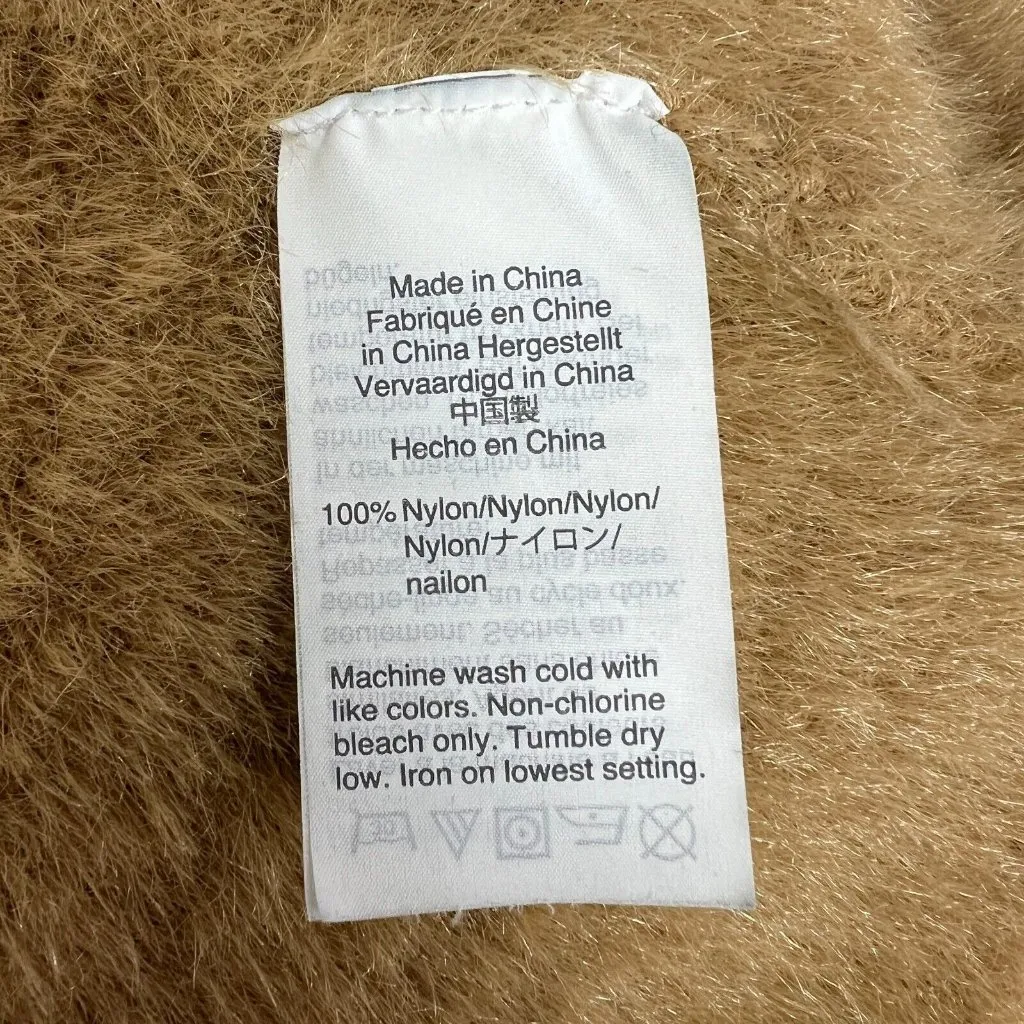 Made in China
Fabriqué en Chine
in China Hergestellt
Vervaardigd in China
中国製
Hecho en China
100% Nylon/Nylon/Nylon/
Nylon/ナイロン/
nailon
Machine wash cold with
like colors. Non-chlorine
bleach only. Tumble dry
low. Iron on lowest setting.